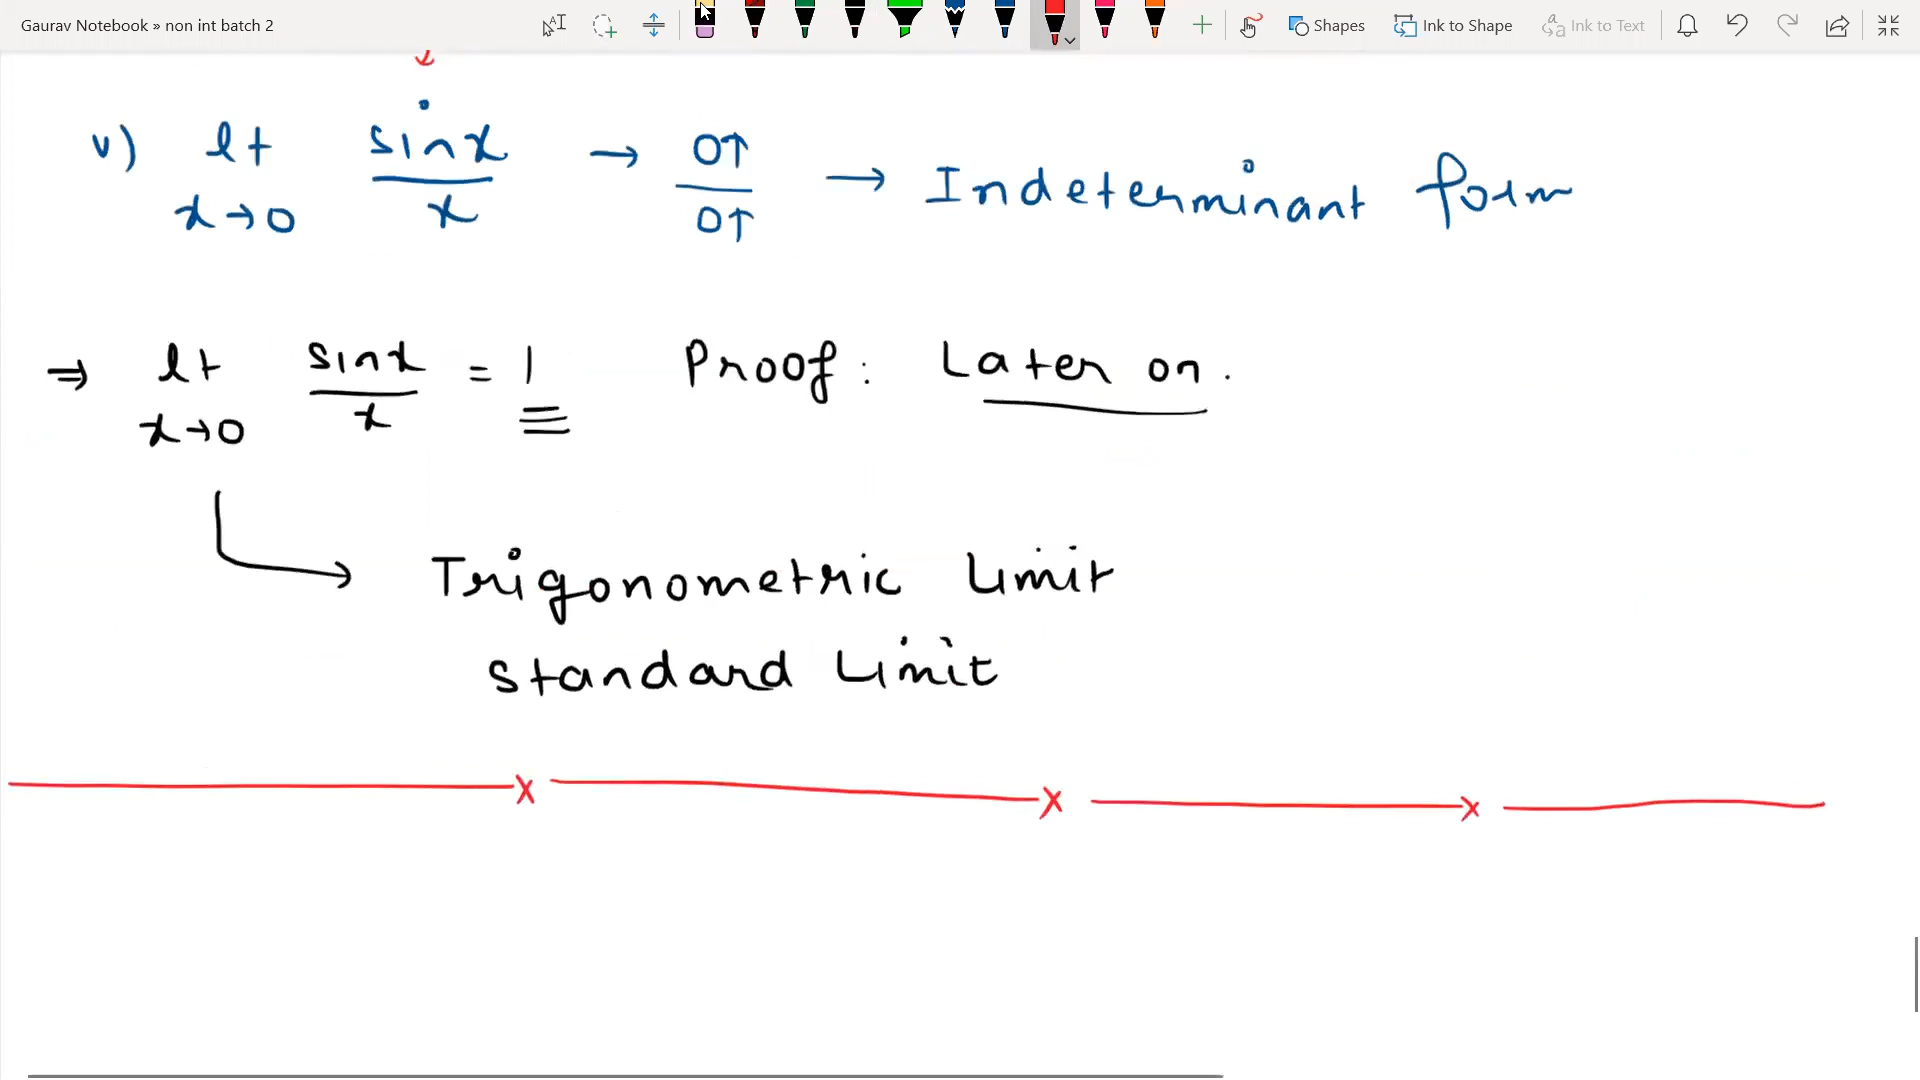 Gaurav Notebook » non int batch 2
Shapes
Ink to Shape
Ink to Text
v) lt x→0 sinx/x → 0↑/0↑ → Indeterminant form
⇒ lt x→0 sinx/x = 1 Proof: Later on.
Trigonometric Limit
standard Limit